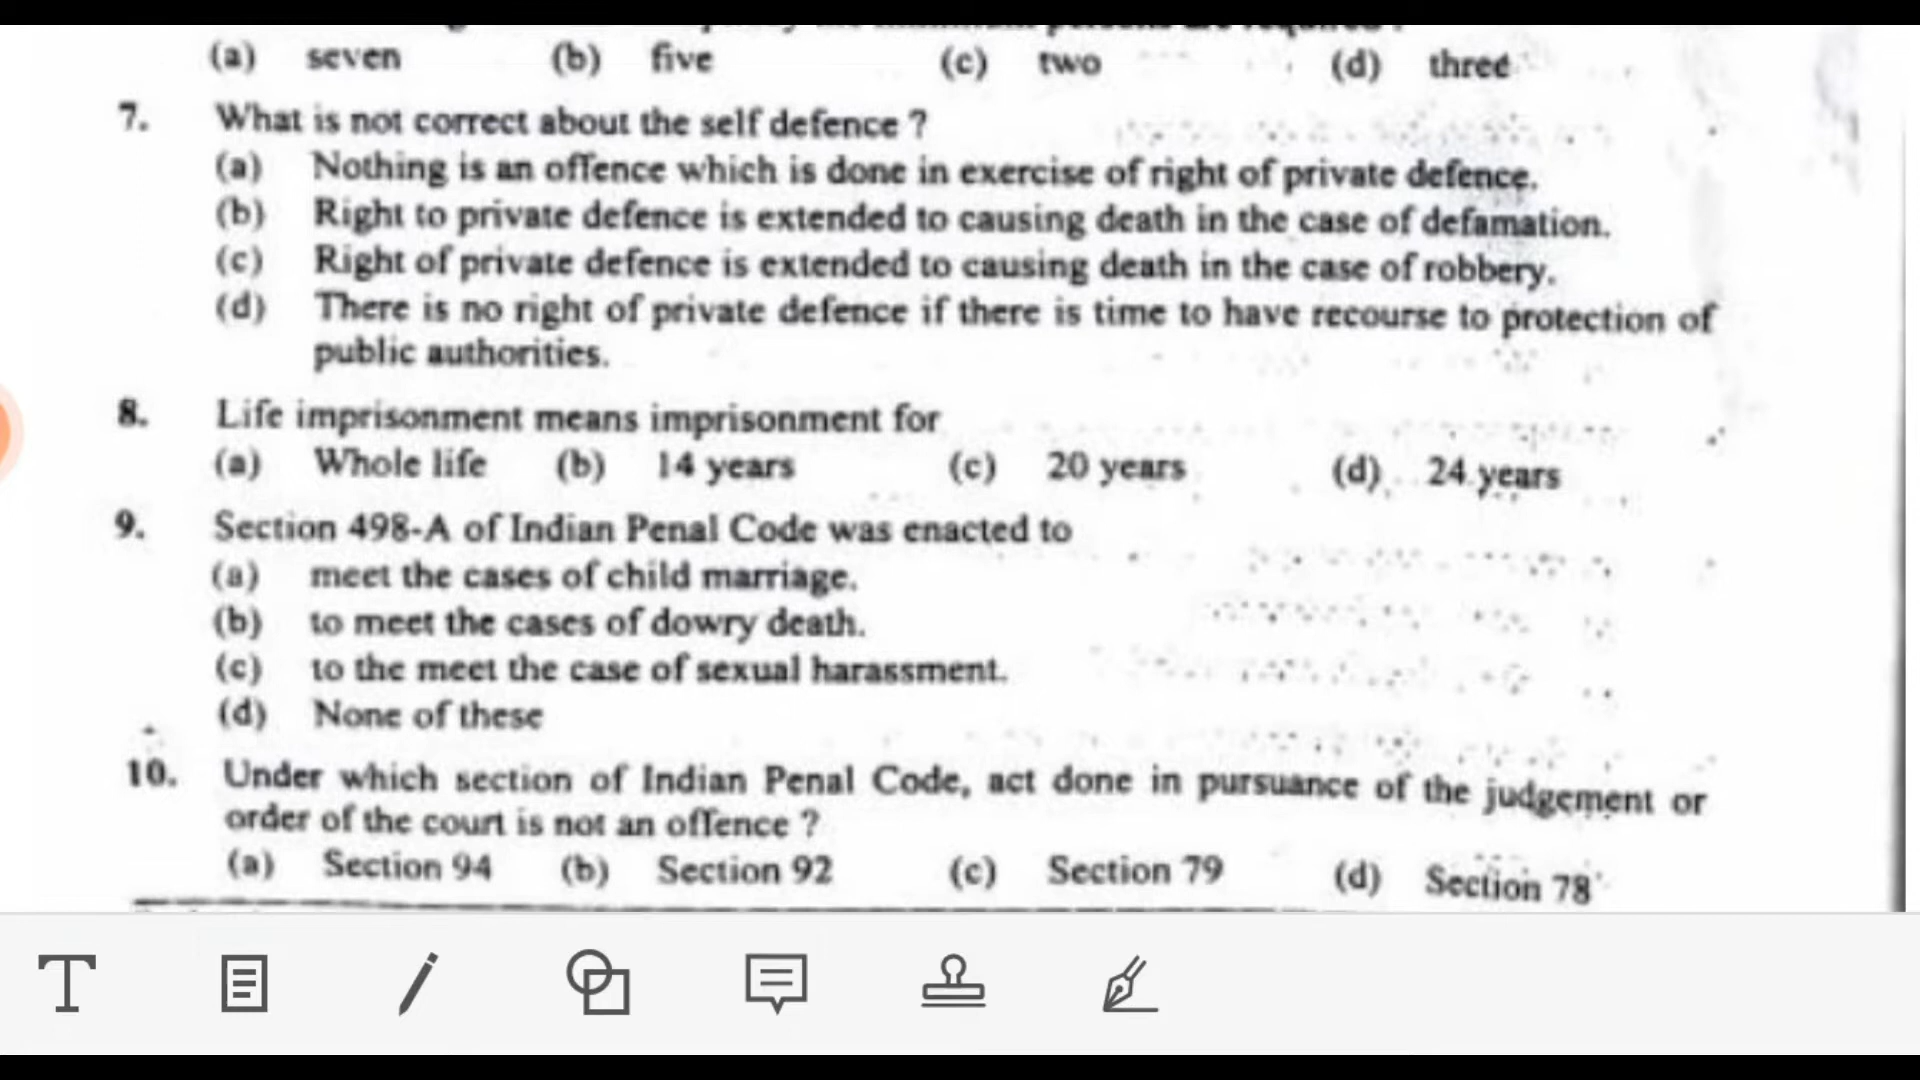 (a) seven (b) five (c) two (d) three
7. What is not correct about the self defence ?
(a) Nothing is an offence which is done in exercise of right of private defence.
(b) Right to private defence is extended to causing death in the case of defamation.
(c) Right of private defence is extended to causing death in the case of robbery.
(d) There is no right of private defence if there is time to have recourse to protection of
public authorities.
8. Life imprisonment means imprisonment for
(a) Whole life (b) 14 years (c) 20 years (d) 24 years
9. Section 498-A of Indian Penal Code was enacted to
(a) meet the cases of child marriage.
(b) to meet the cases of dowry death.
(c) to the meet the case of sexual harassment.
(d) None of these
10. Under which section of Indian Penal Code, act done in pursuance of the judgement or
order of the court is not an offence ?
(a) Section 94 (b) Section 92 (c) Section 79 (d) Section 78
T